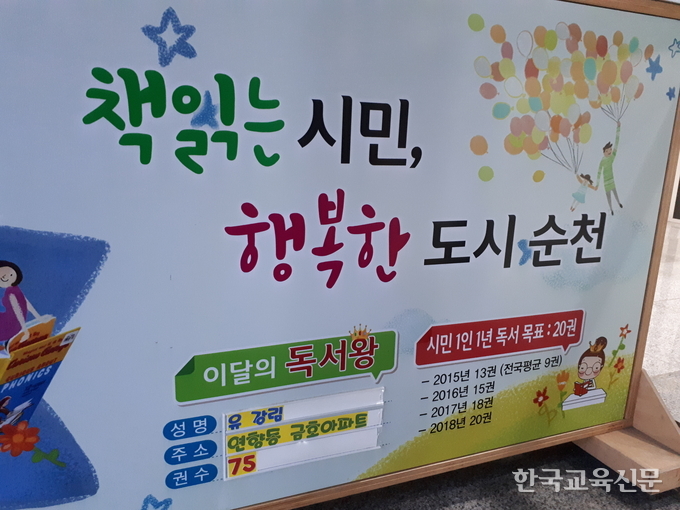 책읽는 시민,
행복한 도시, 순천
이달의 독서왕
성명 유 강림
주소 연향동 금호아파트
권수 75
시민 1인 1년 독서 목표 : 20권
- 2015년 13권 (전국평균 9권)
- 2016년 15권
- 2017년 18권
- 2018년 20권
PHONICS
한국교육신문